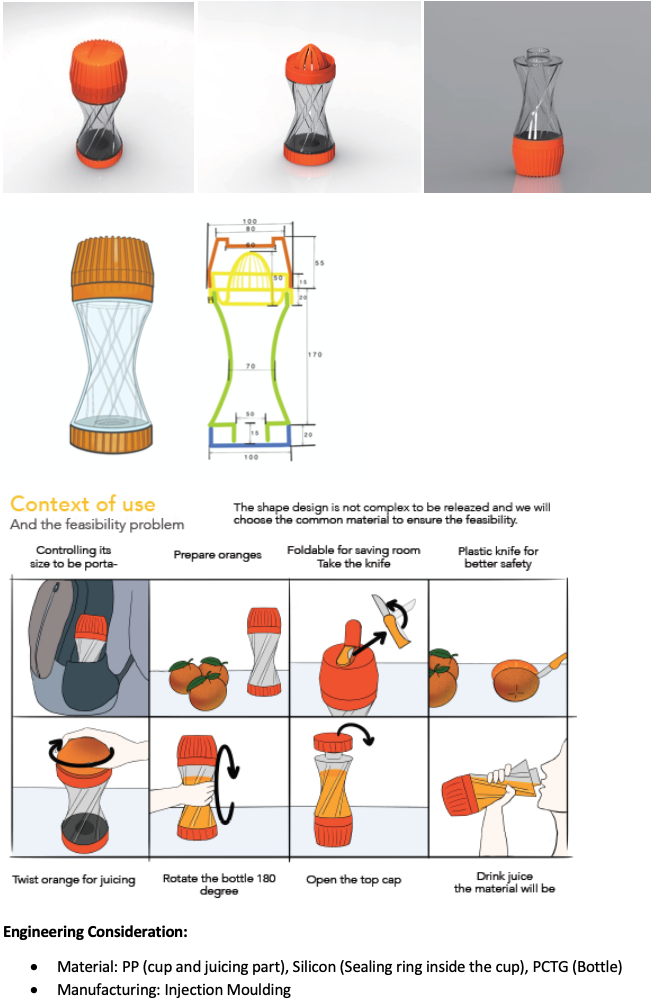 100
80
60
55
50
15
20
170
70
50
15
20
100
Context of use
And the feasibility problem
The shape design is not complex to be releazed and we will
choose the common material to ensure the feasibility.
Controlling its
size to be porta-
Prepare oranges
Foldable for saving room
Take the knife
Plastic knife for
better safety
Twist orange for juicing
Rotate the bottle 180
degree
Open the top cap
Drink juice
the material will be
Engineering Consideration:
• Material: PP (cup and juicing part), Silicon (Sealing ring inside the cup), PCTG (Bottle)
• Manufacturing: Injection Moulding